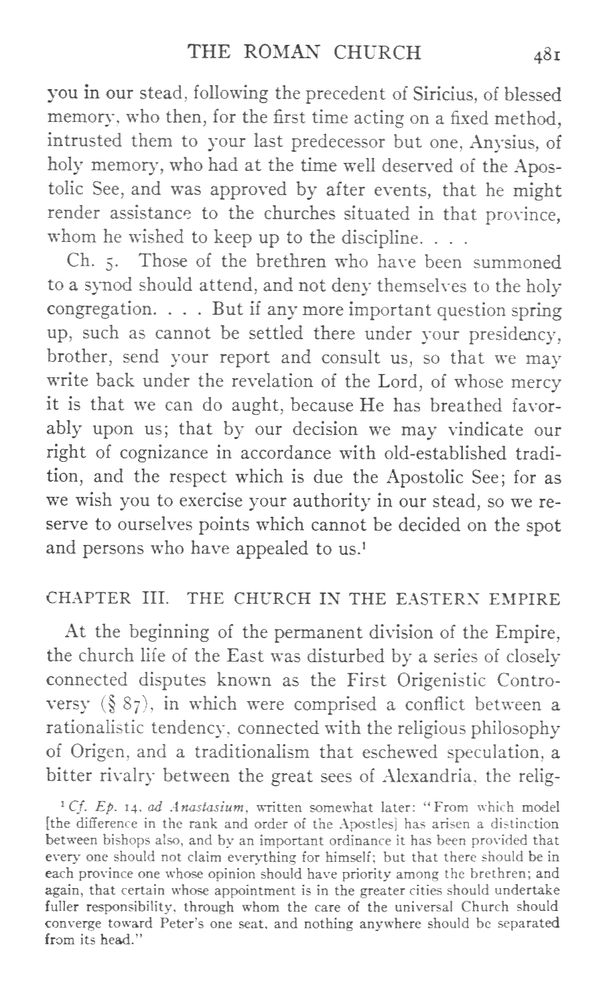 THE ROMAN CHURCH 481
you in our stead, following the precedent of Siricius, of blessed
memory, who then, for the first time acting on a fixed method,
intrusted them to your last predecessor but one, Anysius, of
holy memory, who had at the time well deserved of the Apos-
tolic See, and was approved by after events, that he might
render assistance to the churches situated in that province,
whom he wished to keep up to the discipline. . . .
Ch. 5. Those of the brethren who have been summoned
to a synod should attend, and not deny themselves to the holy
congregation. . . . But if any more important question spring
up, such as cannot be settled there under your presidency,
brother, send your report and consult us, so that we may
write back under the revelation of the Lord, of whose mercy
it is that we can do aught, because He has breathed favor-
ably upon us; that by our decision we may vindicate our
right of cognizance in accordance with old-established tradi-
tion, and the respect which is due the Apostolic See; for as
we wish you to exercise your authority in our stead, so we re-
serve to ourselves points which cannot be decided on the spot
and persons who have appealed to us.¹
CHAPTER III. THE CHURCH IN THE EASTERN EMPIRE
At the beginning of the permanent division of the Empire,
the church life of the East was disturbed by a series of closely
connected disputes known as the First Origenistic Contro-
versy (§ 87), in which were comprised a conflict between a
rationalistic tendency, connected with the religious philosophy
of Origen, and a traditionalism that eschewed speculation, a
bitter rivalry between the great sees of Alexandria, the relig-
¹ Cf. Ep. 14, ad Anastasium, written somewhat later: "From which model
[the difference in the rank and order of the Apostles] has arisen a distinction
between bishops also, and by an important ordinance it has been provided that
every one should not claim everything for himself; but that there should be in
each province one whose opinion should have priority among the brethren; and
again, that certain whose appointment is in the greater cities should undertake
fuller responsibility, through whom the care of the universal Church should
converge toward Peter's one seat, and nothing anywhere should be separated
from its head."